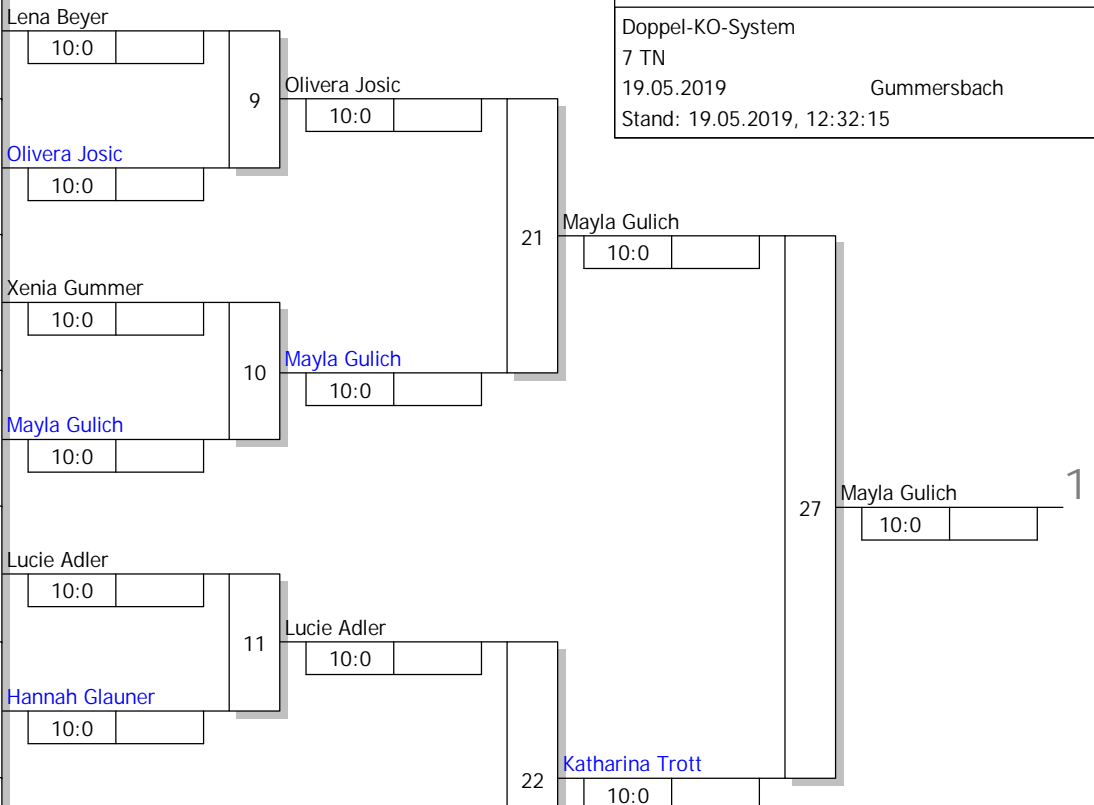 Lena Beyer
10:0
9
Olivera Josic
10:0
Olivera Josic
10:0
Doppel-KO-System
7 TN
19.05.2019 Gummersbach
Stand: 19.05.2019, 12:32:15
21
Mayla Gulich
10:0
Xenia Gummer
10:0
10
Mayla Gulich
10:0
Mayla Gulich
10:0
27
Mayla Gulich
10:0
1
Lucie Adler
10:0
11
Lucie Adler
10:0
Hannah Glauner
10:0
22
Katharina Trott
10:0